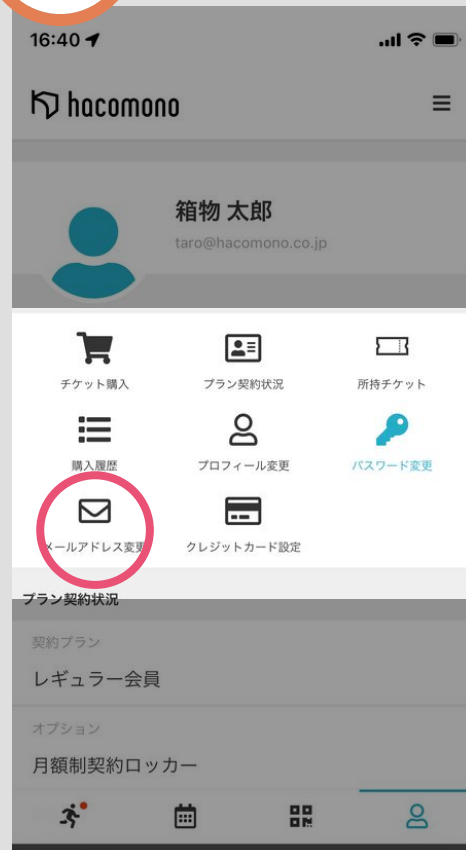 16:40
hacomono
箱物 太郎
taro@hacomono.co.jp
チケット購入
プラン契約状況
所持チケット
購入履歴
プロフィール変更
パスワード変更
メールアドレス変更
クレジットカード設定
プラン契約状況
契約プラン
レギュラー会員
オプション
月額制契約ロッカー